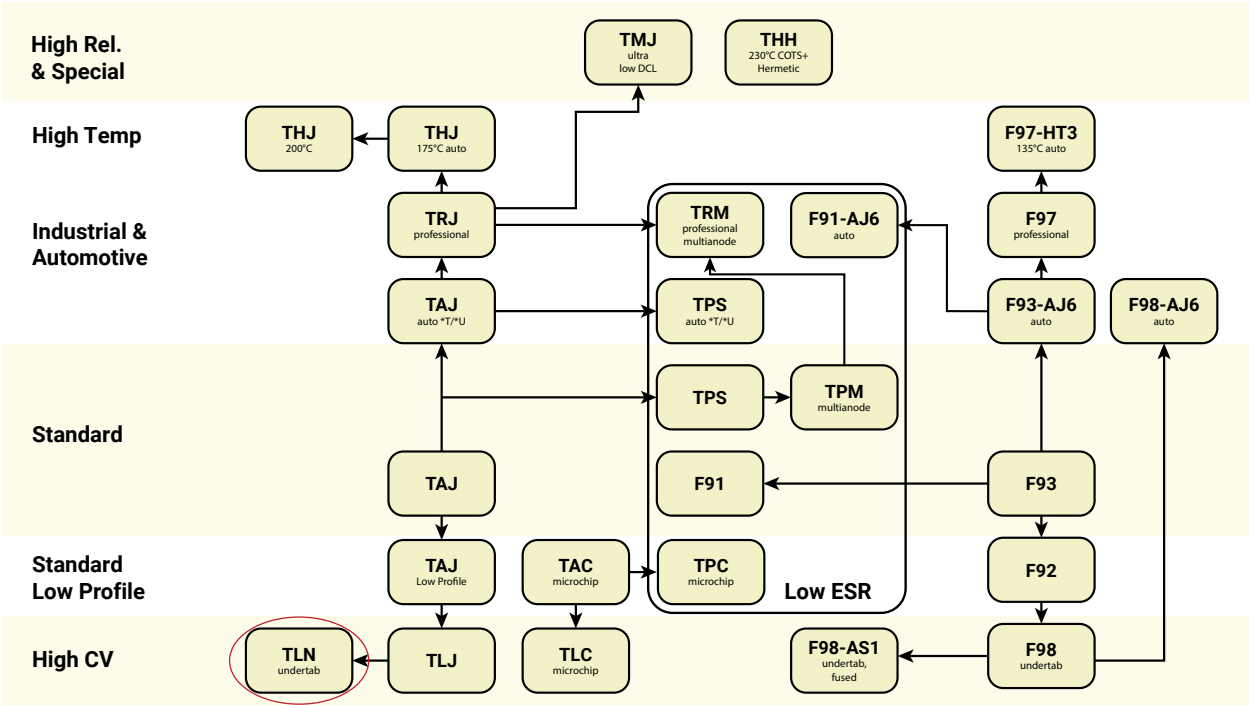 High Rel.
& Special
TMJ
ultra
low DCL
THH
230°C COTS+
Hermetic
High Temp
THJ
200°C
THJ
175°C auto
F97-HT3
135°C auto
Industrial &
Automotive
TRJ
professional
TRM
professional
multianode
F91-AJ6
auto
F97
professional
TAJ
auto *T/*U
TPS
auto *T/*U
F93-AJ6
auto
F98-AJ6
auto
Standard
TPS
TPM
multianode
TAJ
F91
F93
Standard
Low Profile
TAJ
Low Profile
TAC
microchip
TPC
microchip
Low ESR
F92
High CV
TLN
undertab
TLJ
TLC
microchip
F98-AS1
undertab,
fused
F98
undertab